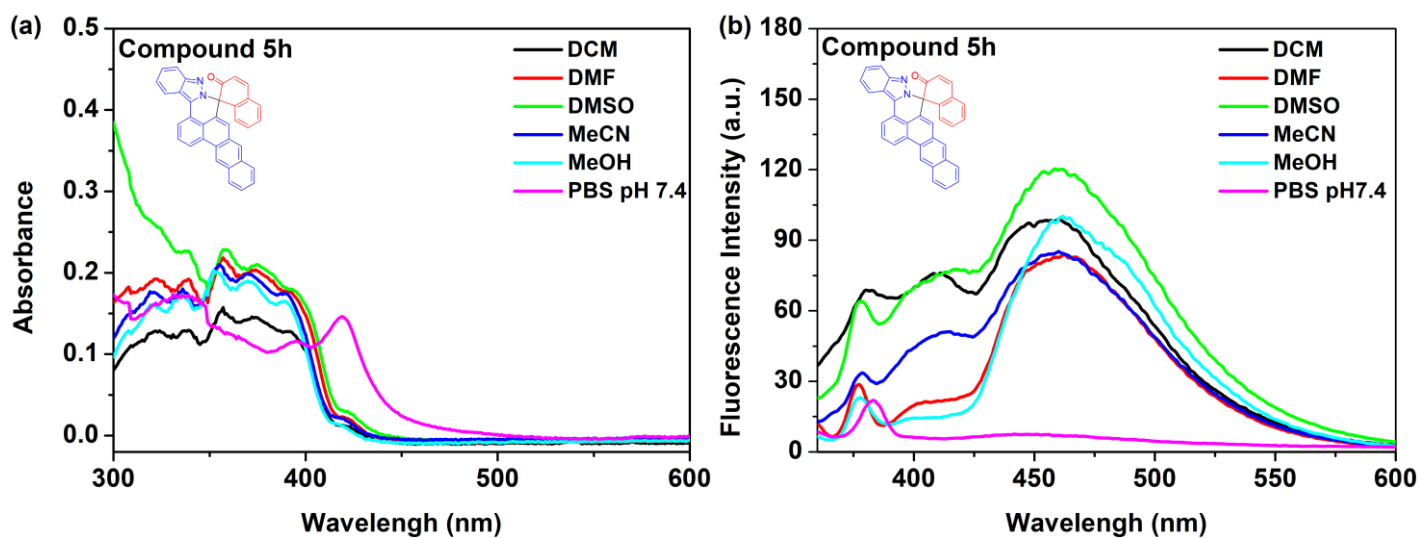 (a)
Compound 5h
N
N
O
DCM
DMF
DMSO
MeCN
MeOH
PBS pH 7.4
0.5
0.4
0.3
0.2
0.1
0.0
Absorbance
300 400 500 600
Wavelengh (nm)
(b)
Compound 5h
N
N
O
DCM
DMF
DMSO
MeCN
MeOH
PBS pH7.4
180
150
120
90
60
30
0
Fluorescence Intensity (a.u.)
400 450 500 550 600
Wavelengh (nm)